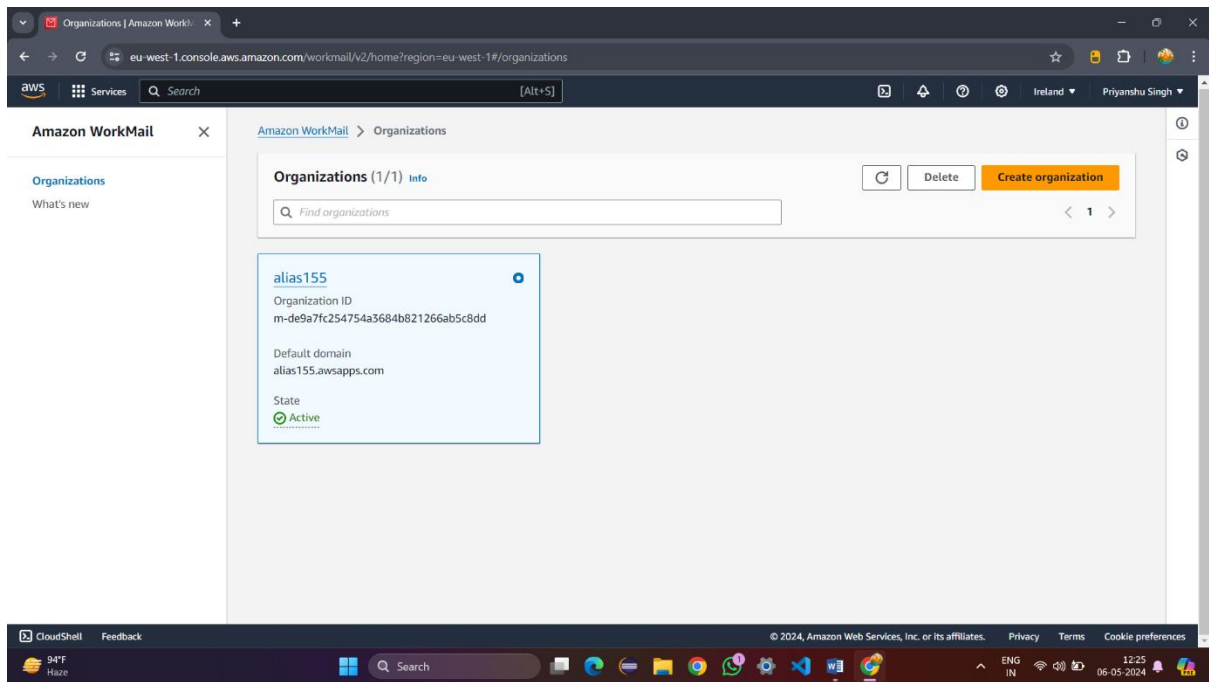 Organizations | Amazon WorkM
eu-west-1.console.aws.amazon.com/workmail/v2/home?region=eu-west-1#/organizations
aws Services Search [Alt+S] Ireland Priyanshu Singh
Amazon WorkMail
Organizations
What's new
Amazon WorkMail > Organizations
Organizations (1/1) Info
Delete
Create organization
Find organizations
< 1 >
alias155
Organization ID
m-de9a7fc254754a3684b821266ab5c8dd
Default domain
alias155.awsapps.com
State
Active
CloudShell Feedback © 2024, Amazon Web Services, Inc. or its affiliates. Privacy Terms Cookie preferences
94°F
Haze
Search
1
ENG
IN
12:25
06-05-2024